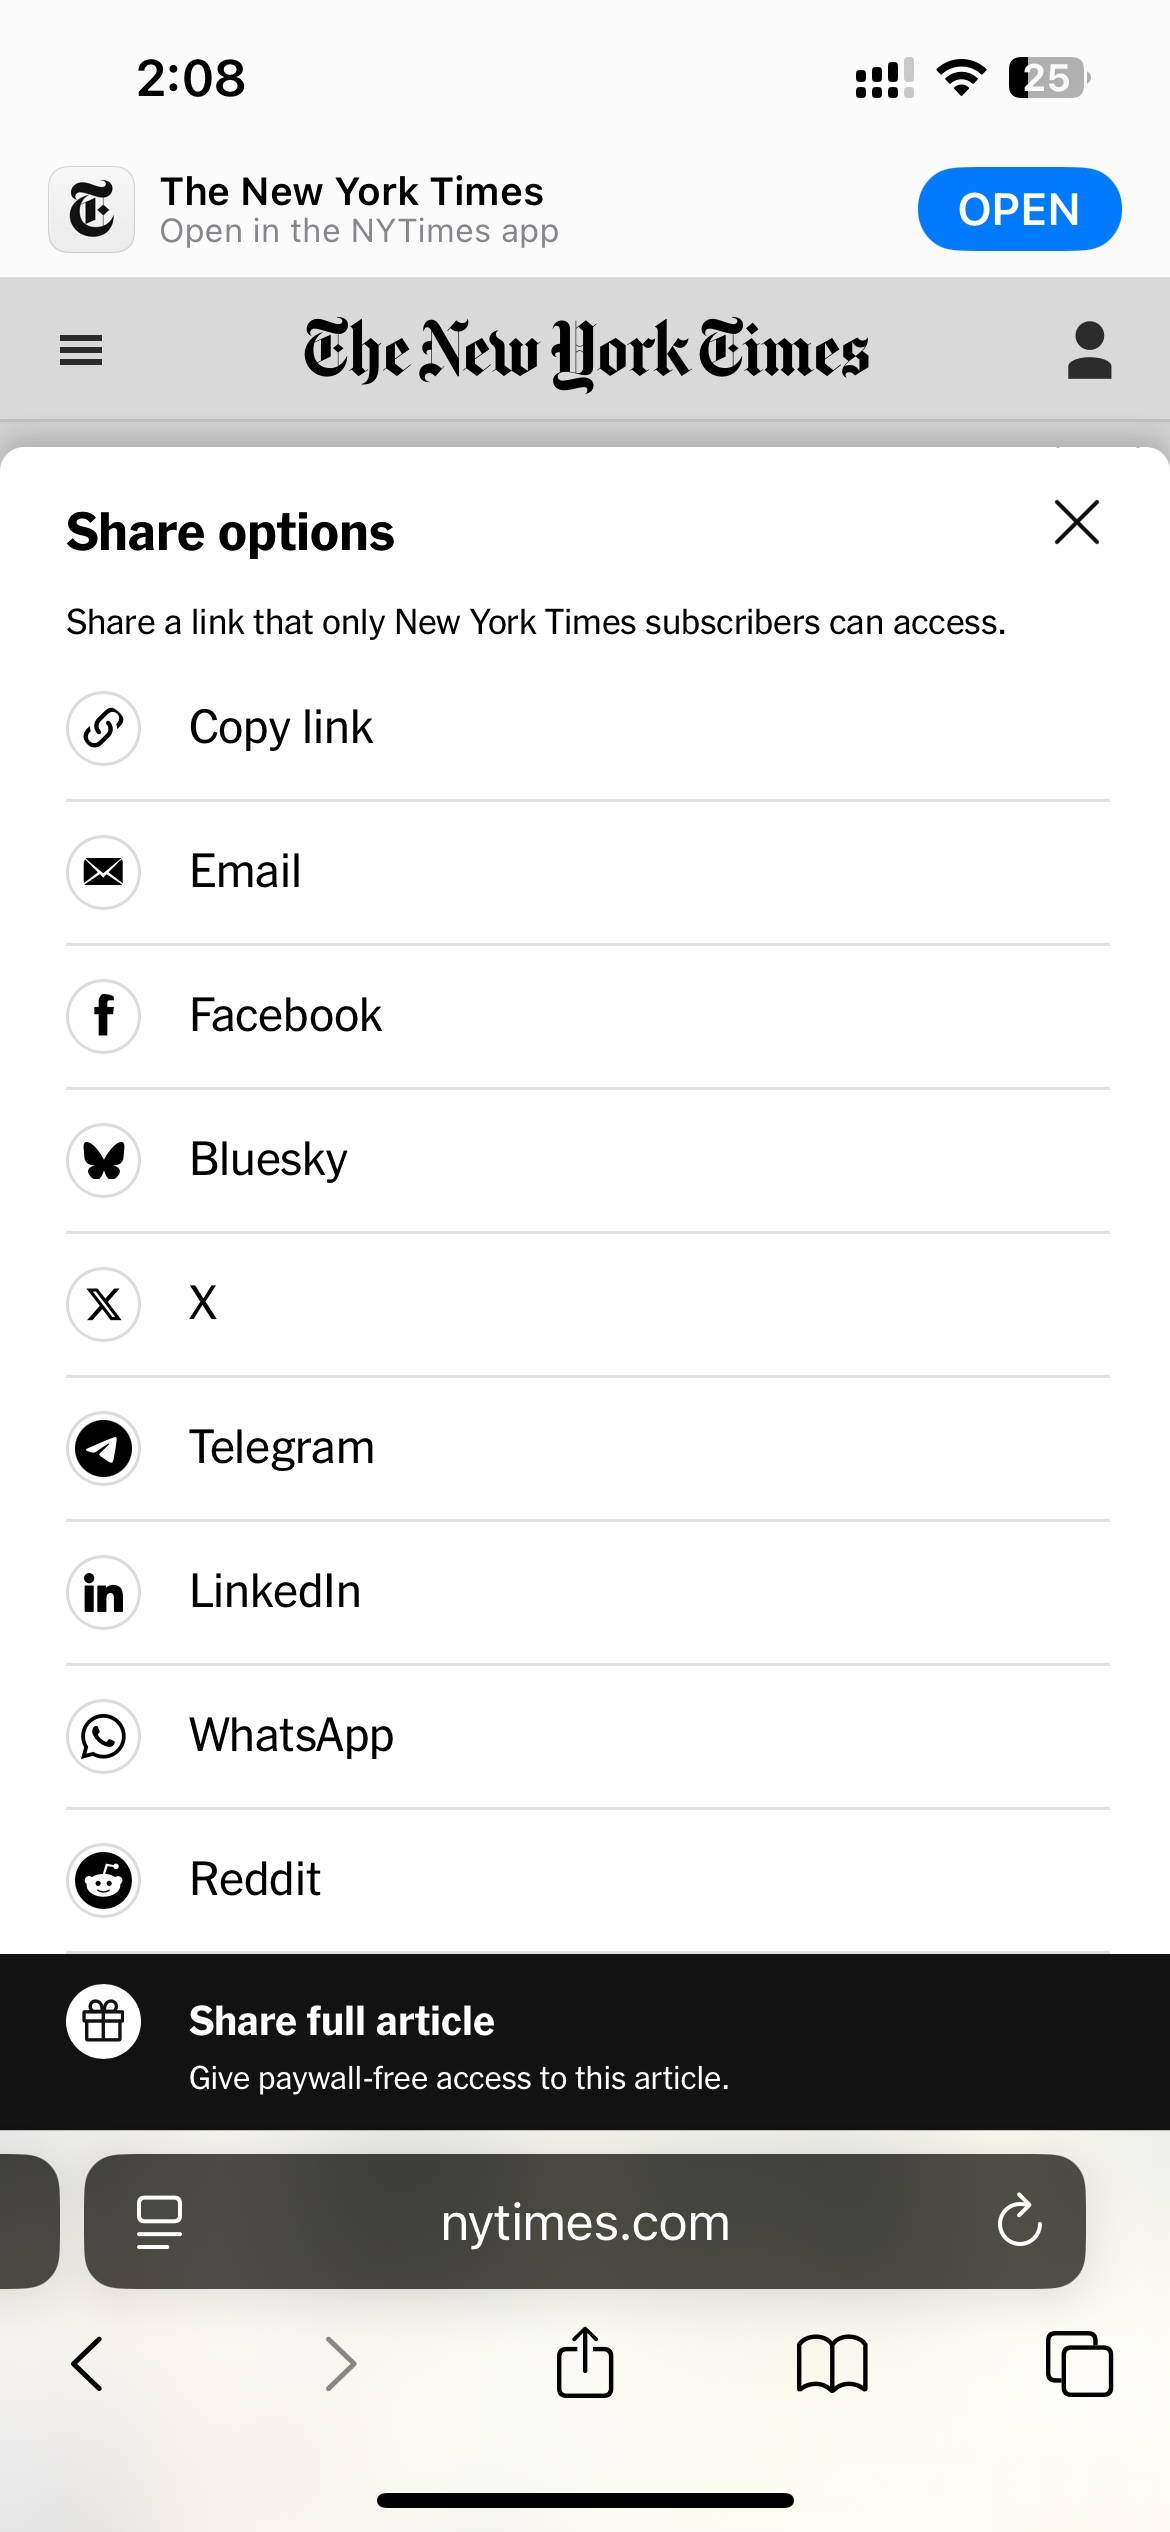 2:08
25
The New York Times
Open in the NYTimes app
OPEN
The New York Times
Share options
Share a link that only New York Times subscribers can access.
Copy link
Email
Facebook
Bluesky
X
Telegram
LinkedIn
WhatsApp
Reddit
Share full article
Give paywall-free access to this article.
nytimes.com